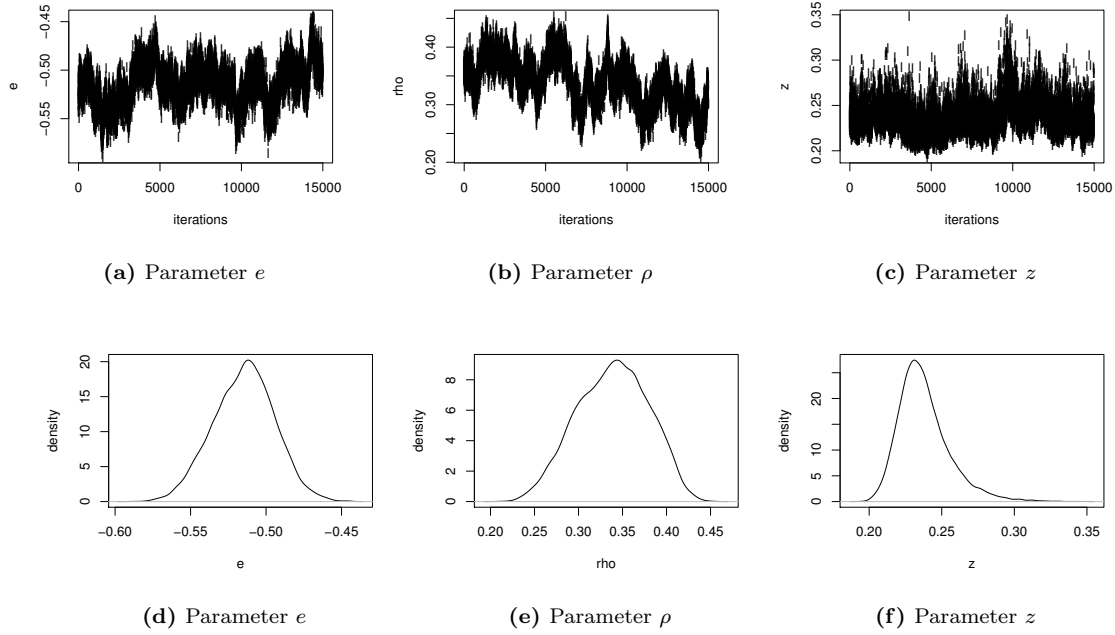 −0.45
−0.50
−0.55
e
0 5000 10000 15000
iterations
0.40
0.30
0.20
rho
0 5000 10000 15000
iterations
0.35
0.30
0.25
0.20
z
0 5000 10000 15000
iterations
(a) Parameter e
(b) Parameter ρ
(c) Parameter z
20
15
10
5
0
density
−0.60 −0.55 −0.50 −0.45
e
8
6
4
2
0
density
0.20 0.25 0.30 0.35 0.40 0.45
rho
20
10
5
0
density
0.20 0.25 0.30 0.35
z
(d) Parameter e
(e) Parameter ρ
(f) Parameter z